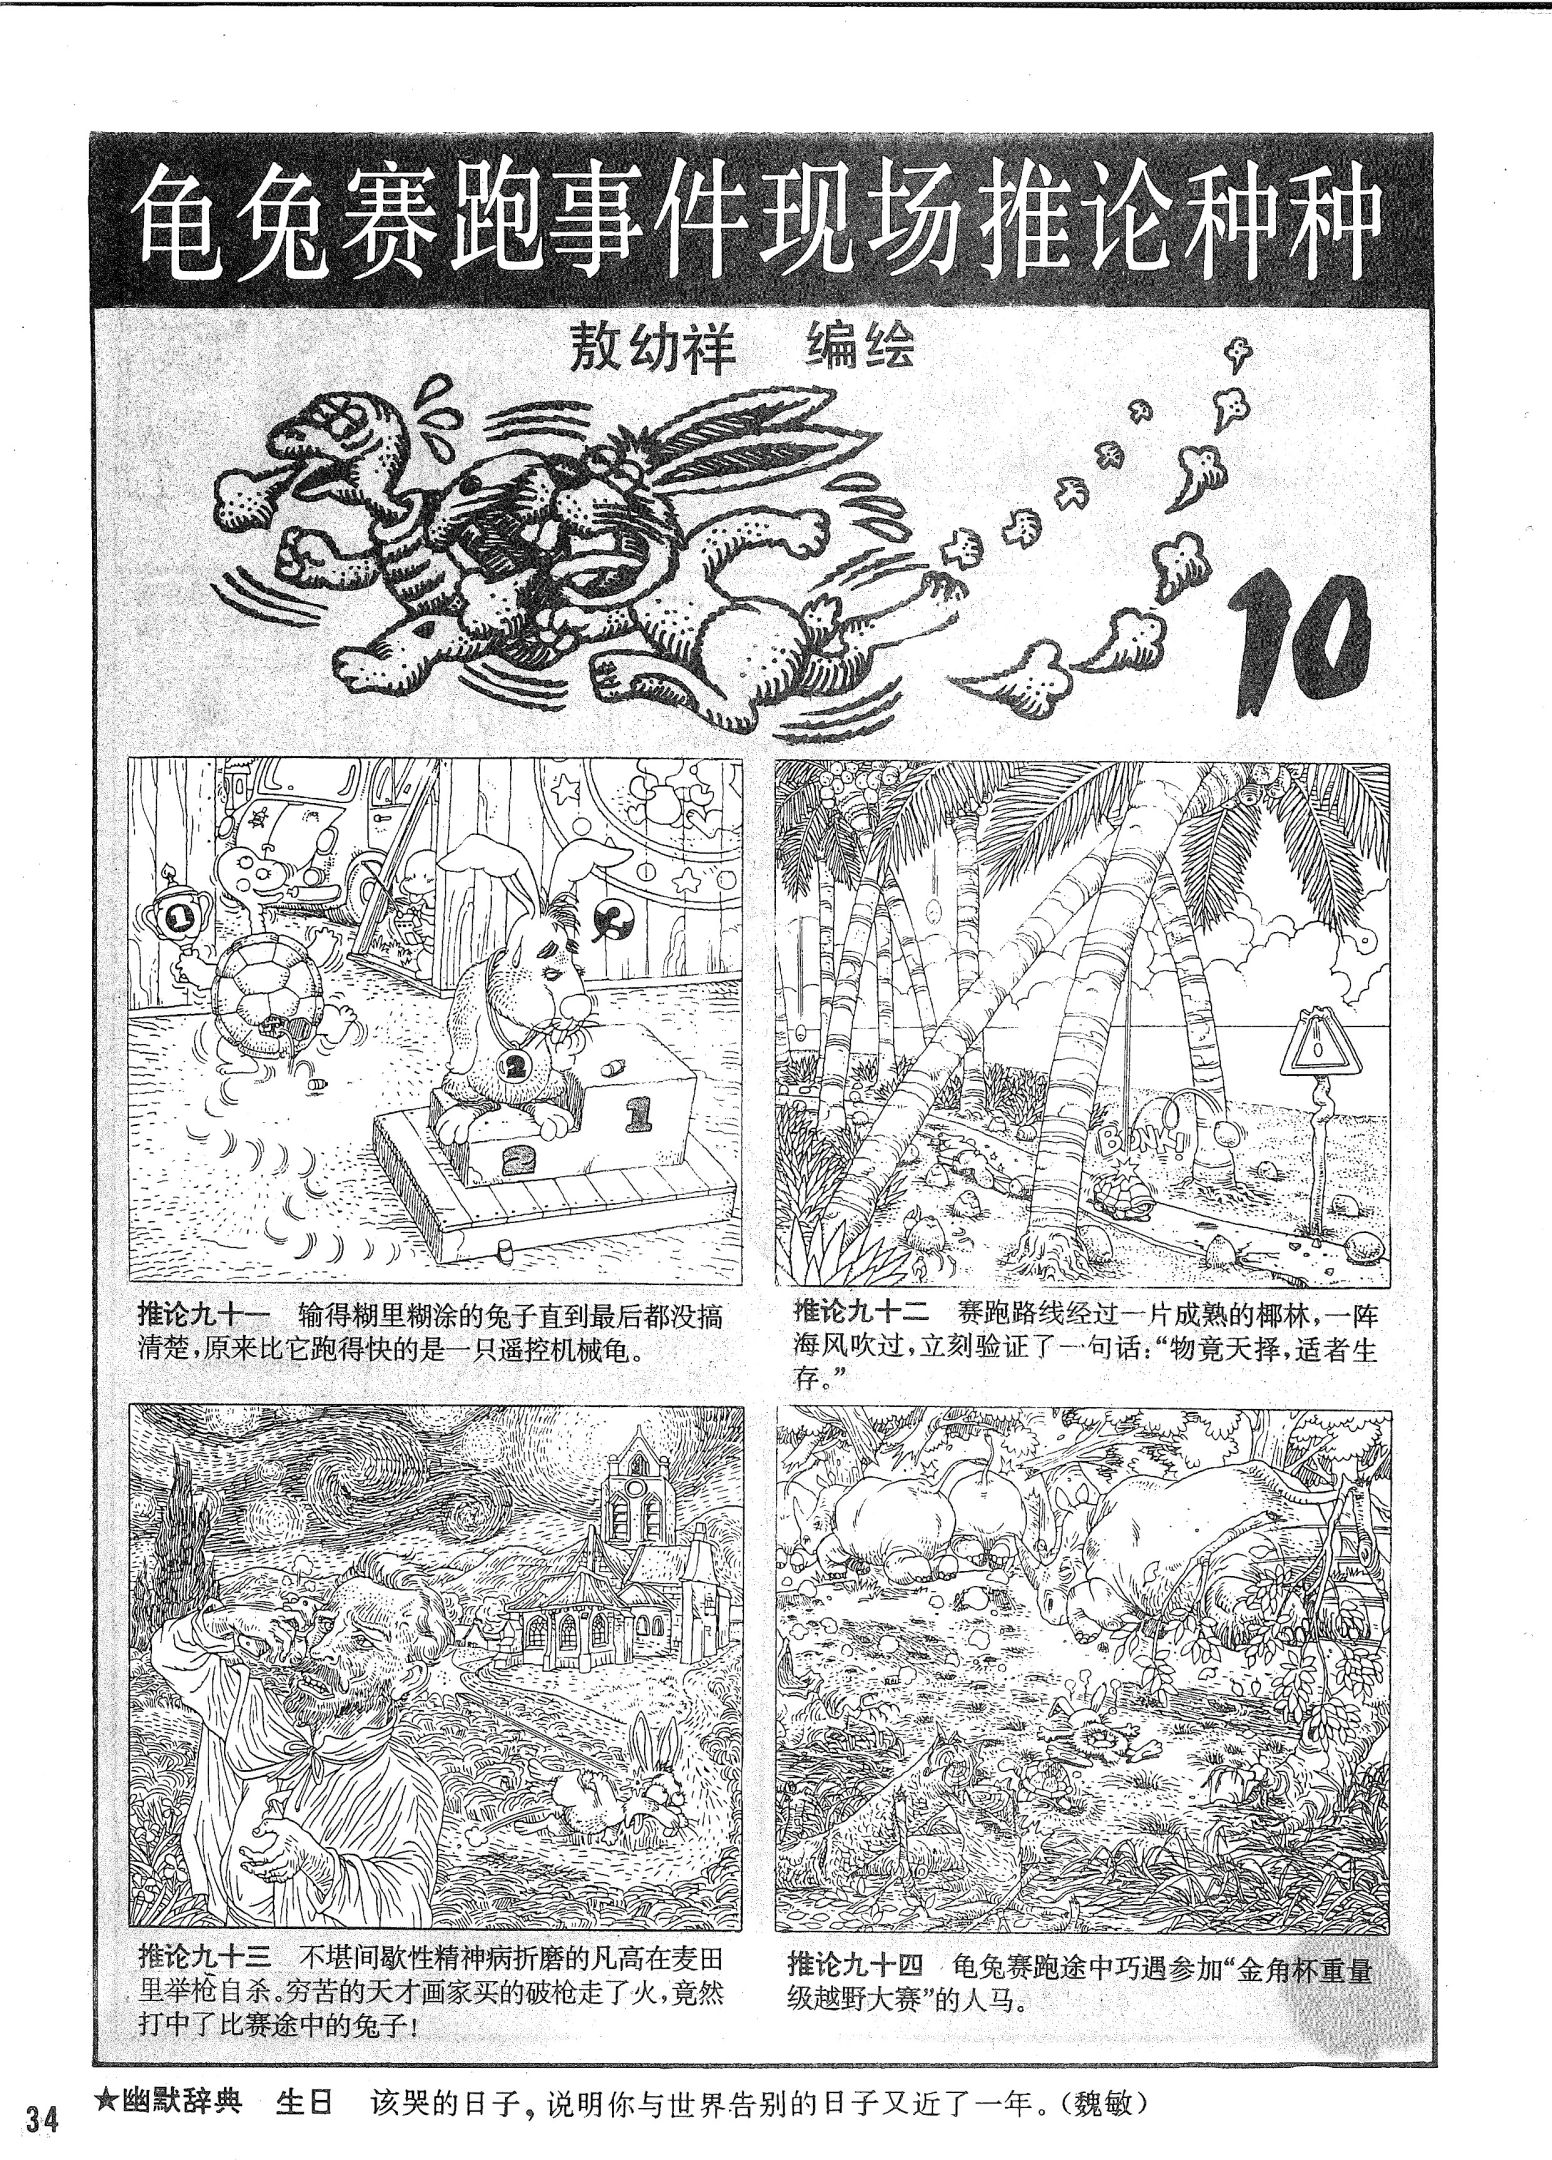 龟兔赛跑事件现场推论种种
敖幼祥 编绘
10
1
2
1
2
BONK!
!
推论九十一 输得糊里糊涂的兔子直到最后都没搞
清楚，原来比它跑得快的是一只遥控机械龟。
推论九十二 赛跑路线经过一片成熟的椰林，一阵
海风吹过，立刻验证了一句话：“物竞天择，适者生
存。”
推论九十三 不堪间歇性精神病折磨的凡高在麦田
里举枪自杀。穷苦的天才画家买的破枪走了火，竟然
打中了比赛途中的兔子！
推论九十四 龟兔赛跑途中巧遇参加“金角杯重量
级越野大赛”的人马。
★幽默辞典 生日 该哭的日子，说明你与世界告别的日子又近了一年。（魏敏）
34